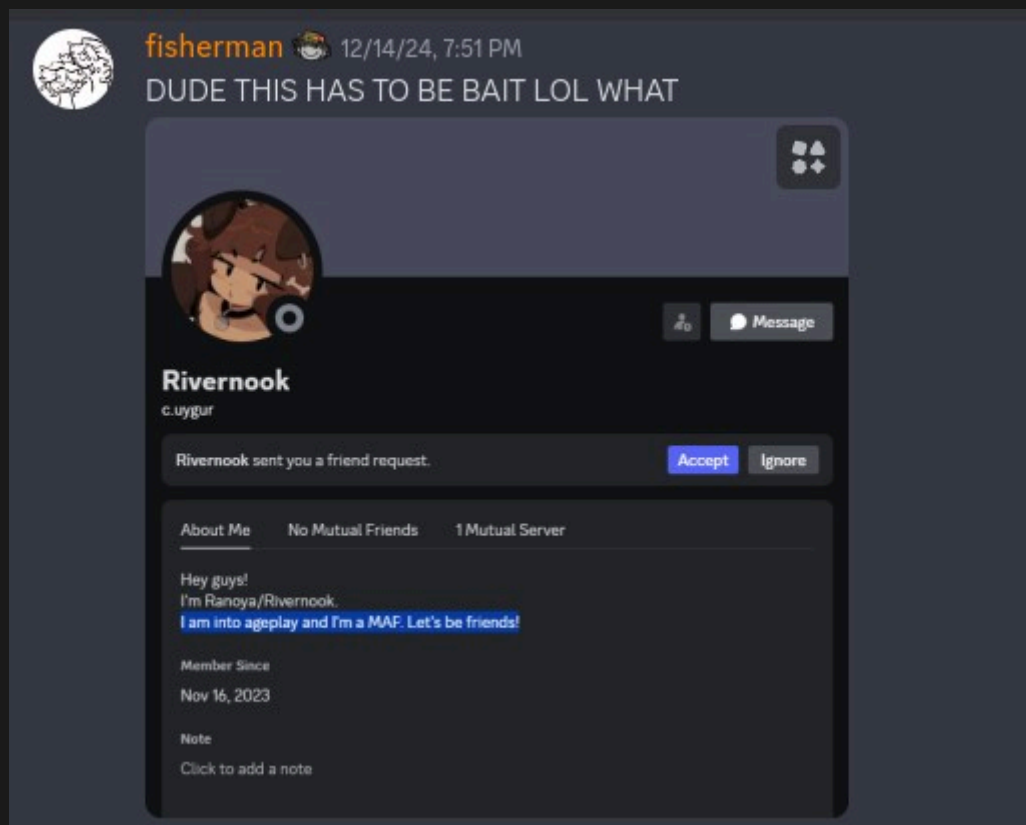 fisherman 12/14/24, 7:51 PM
DUDE THIS HAS TO BE BAIT LOL WHAT
Message
Rivernook
c.uygur
Rivernook sent you a friend request. Accept Ignore
About Me No Mutual Friends 1 Mutual Server
Hey guys!
I'm Ranoya/Rivernook.
I am into ageplay and I'm a MAF. Let's be friends!
Member Since
Nov 16, 2023
Note
Click to add a note